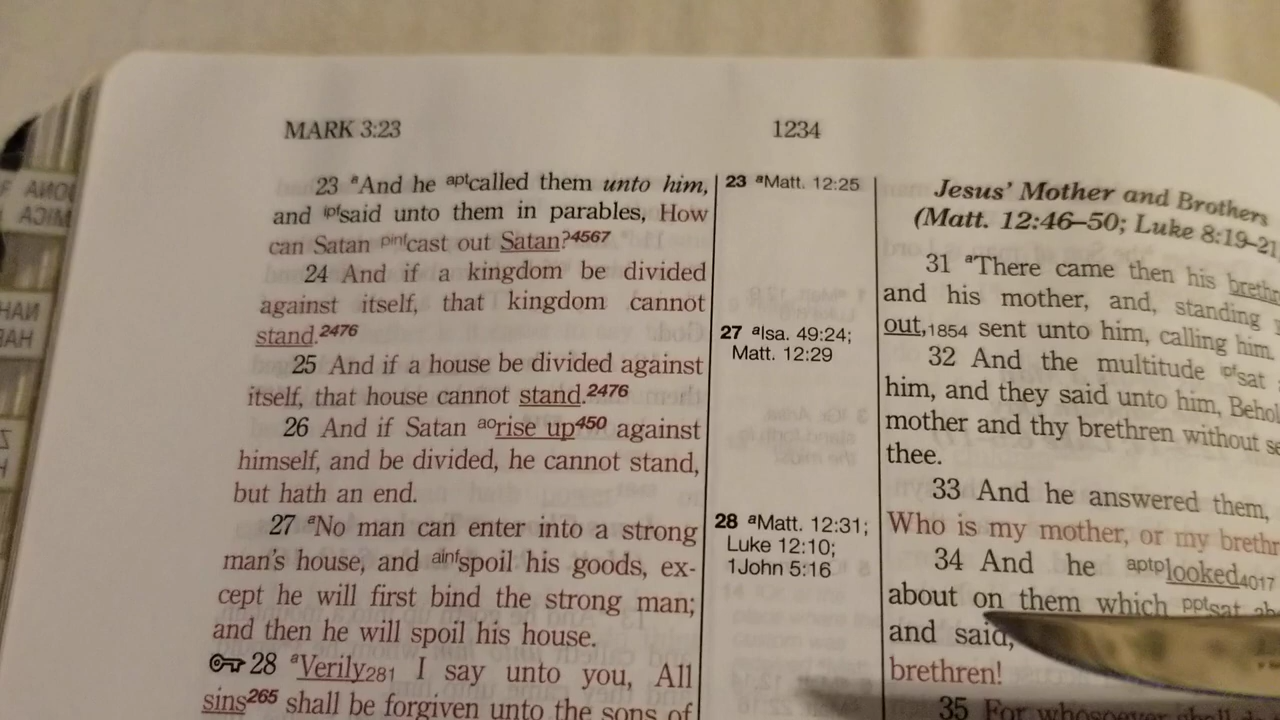 MARK 3:23
1234
23 ᵃAnd he ᵃᵖᵗcalled them unto him,
and ⁱᵖᶠsaid unto them in parables, How
can Satan ᵖⁱⁿᶠcast out Satan?⁴⁵⁶⁷
24 And if a kingdom be divided
against itself, that kingdom cannot
stand.²⁴⁷⁶
25 And if a house be divided against
itself, that house cannot stand.²⁴⁷⁶
26 And if Satan ᵃᵒrise up⁴⁵⁰ against
himself, and be divided, he cannot stand,
but hath an end.
27 ᵃNo man can enter into a strong
man's house, and ᵃⁱⁿᶠspoil his goods, ex-
cept he will first bind the strong man;
and then he will spoil his house.
28 ᵃVerily₂₈₁ I say unto you, All
sins²⁶⁵ shall be forgiven unto the sons of
23 ᵃMatt. 12:25
27 ᵃIsa. 49:24;
Matt. 12:29
28 ᵃMatt. 12:31;
Luke 12:10;
1John 5:16
Jesus' Mother and Brothers
(Matt. 12:46–50; Luke 8:19–21
31 ᵃThere came then his
and his mother, and, standing
out,₁₈₅₄ sent unto him, calling him.
32 And the multitude ⁱᵖᶠsat
him, and they said unto him,
mother and thy brethren without
thee.
33 And he answered them,
Who is my mother, or my
34 And he ᵃᵖᵗᵖlooked₄₀₁₇
about on them which ᵖᵖᵗsat
and said,
brethren!
35 For whosoever shall